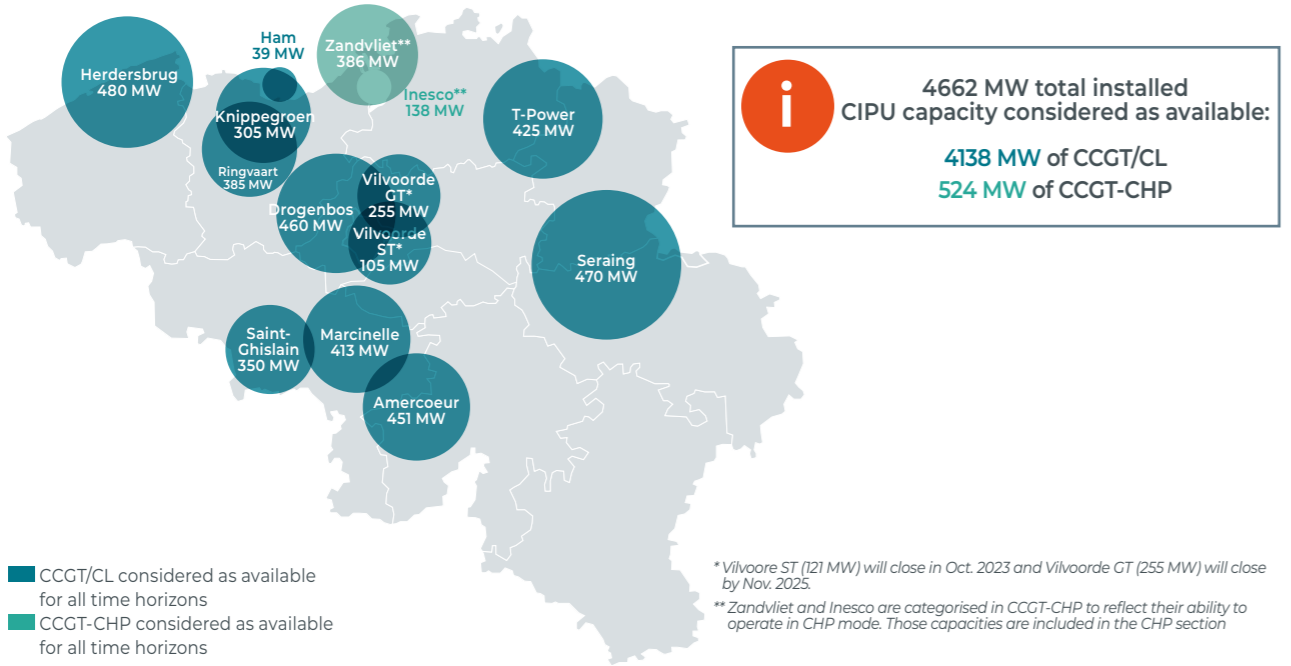 Herdersbrug
480 MW
Ham
39 MW
Zandvliet**
386 MW
Inesco**
138 MW
Knippegroen
305 MW
Ringvaart
385 MW
T-Power
425 MW
Vilvoorde
GT*
255 MW
Drogenbos
460 MW
Vilvoorde
ST*
105 MW
Seraing
470 MW
Saint-
Ghislain
350 MW
Marcinelle
413 MW
Amercoeur
451 MW
i
4662 MW total installed
CIPU capacity considered as available:
4138 MW of CCGT/CL
524 MW of CCGT-CHP
CCGT/CL considered as available
for all time horizons
CCGT-CHP considered as available
for all time horizons
* Vilvoore ST (121 MW) will close in Oct. 2023 and Vilvoorde GT (255 MW) will close
by Nov. 2025.
** Zandvliet and Inesco are categorised in CCGT-CHP to reflect their ability to
operate in CHP mode. Those capacities are included in the CHP section